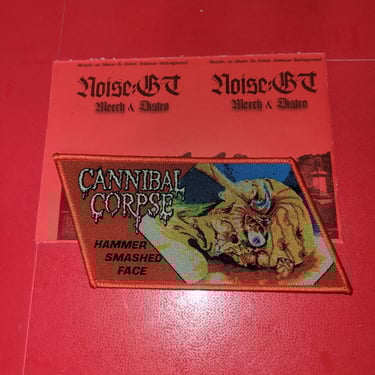 Noise:GT
Merch & Distro
Noise:GT
Merch & Distro
CANNIBAL
CORPSE
HAMMER
SMASHED
FACE